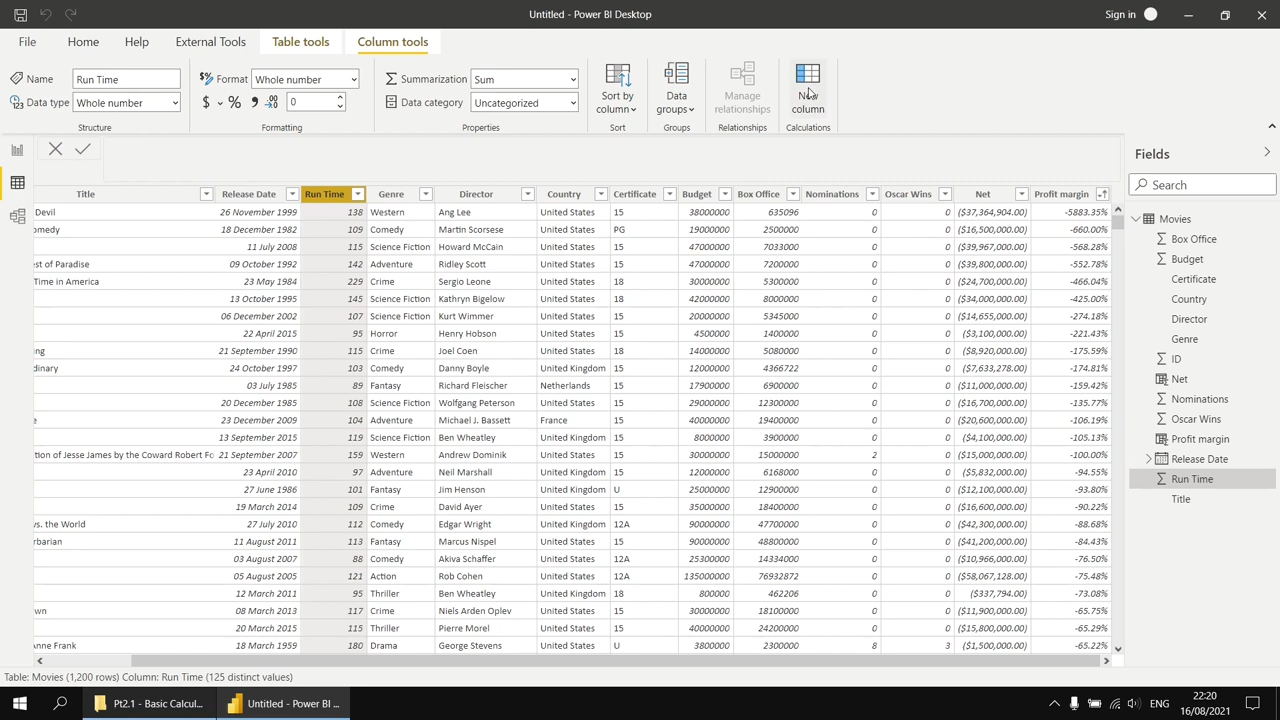 Untitled - Power BI Desktop
Sign in
File Home Help External Tools Table tools Column tools
Name Run Time Format Whole number Summarization Sum
Data type Whole number $ % 0 Data category Uncategorized
Sort by column Data groups Manage relationships New column
Structure Formatting Properties Sort Groups Relationships Calculations
Fields
Search
Title Release Date Run Time Genre Director Country Certificate Budget Box Office Nominations Oscar Wins Net Profit margin
Devil 26 November 1999 138 Western Ang Lee United States 15 38000000 635096 0 0 ($37,364,904.00) -5883.35%
omedy 18 December 1982 109 Comedy Martin Scorsese United States PG 19000000 2500000 0 0 ($16,500,000.00) -660.00%
11 July 2008 115 Science Fiction Howard McCain United States 15 47000000 7033000 0 0 ($39,967,000.00) -568.28%
est of Paradise 09 October 1992 142 Adventure Ridley Scott United States 15 47000000 7200000 0 0 ($39,800,000.00) -552.78%
Time in America 23 May 1984 229 Crime Sergio Leone United States 18 30000000 5300000 0 0 ($24,700,000.00) -466.04%
13 October 1995 145 Science Fiction Kathryn Bigelow United States 18 42000000 8000000 0 0 ($34,000,000.00) -425.00%
06 December 2002 107 Science Fiction Kurt Wimmer United States 15 20000000 5345000 0 0 ($14,655,000.00) -274.18%
22 April 2015 95 Horror Henry Hobson United States 15 4500000 1400000 0 0 ($3,100,000.00) -221.43%
ing 21 September 1990 115 Crime Joel Coen United States 18 14000000 5080000 0 0 ($8,920,000.00) -175.59%
dinary 24 October 1997 103 Comedy Danny Boyle United Kingdom 15 12000000 4366722 0 0 ($7,633,278.00) -174.81%
03 July 1985 89 Fantasy Richard Fleischer Netherlands 15 17900000 6900000 0 0 ($11,000,000.00) -159.42%
20 December 1985 108 Science Fiction Wolfgang Peterson United States 15 29000000 12300000 0 0 ($16,700,000.00) -135.77%
e 23 December 2009 104 Adventure Michael J. Bassett France 15 40000000 19400000 0 0 ($20,600,000.00) -106.19%
13 September 2015 119 Science Fiction Ben Wheatley United Kingdom 15 8000000 3900000 0 0 ($4,100,000.00) -105.13%
tion of Jesse James by the Coward Robert Fo 21 September 2007 159 Western Andrew Dominik United States 15 30000000 15000000 2 0 ($15,000,000.00) -100.00%
23 April 2010 97 Adventure Neil Marshall United Kingdom 15 12000000 6168000 0 0 ($5,832,000.00) -94.55%
27 June 1986 101 Fantasy Jim Henson United Kingdom U 25000000 12900000 0 0 ($12,100,000.00) -93.80%
19 March 2014 109 Crime David Ayer United States 15 35000000 18400000 0 0 ($16,600,000.00) -90.22%
vs. the World 27 July 2010 112 Comedy Edgar Wright United Kingdom 12A 90000000 47700000 0 0 ($42,300,000.00) -88.68%
arbarian 11 August 2011 113 Fantasy Marcus Nispel United States 15 90000000 48800000 0 0 ($41,200,000.00) -84.43%
03 August 2007 88 Comedy Akiva Schaffer United States 12A 25300000 14334000 0 0 ($10,966,000.00) -76.50%
05 August 2005 121 Action Rob Cohen United States 12A 135000000 76932872 0 0 ($58,067,128.00) -75.48%
12 March 2011 95 Thriller Ben Wheatley United States 18 800000 462206 0 0 ($337,794.00) -73.08%
own 08 March 2013 117 Crime Niels Arden Oplev United States 15 30000000 18100000 0 0 ($11,900,000.00) -65.75%
20 March 2015 115 Thriller Pierre Morel United States 15 40000000 24200000 0 0 ($15,800,000.00) -65.29%
Anne Frank 18 March 1959 180 Drama George Stevens United States U 3800000 2300000 8 3 ($1,500,000.00) -65.22%
Movies
Box Office
Budget
Certificate
Country
Director
Genre
ID
Net
Nominations
Oscar Wins
Profit margin
Release Date
Run Time
Title
Table: Movies (1,200 rows) Column: Run Time (125 distinct values)
Pt2.1 - Basic Calcul... Untitled - Power BI ... ENG 22:20
16/08/2021